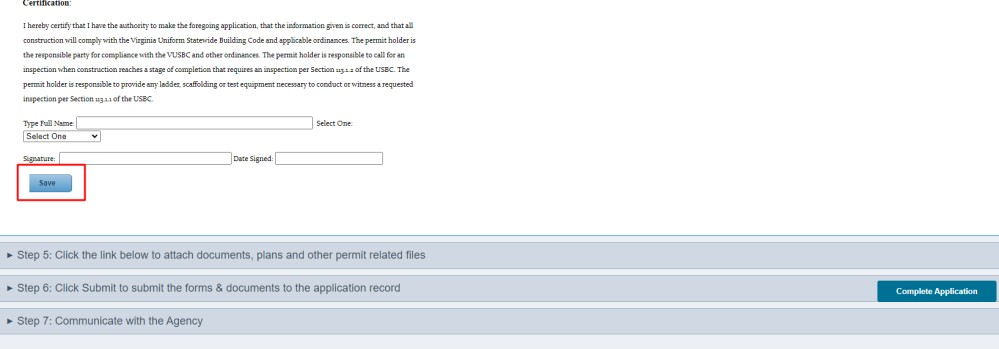 Certification:
I hereby certify that I have the authority to make the foregoing application, that the information given is correct, and that all
construction will comply with the Virginia Uniform Statewide Building Code and applicable ordinances. The permit holder is
the responsible party for compliance with the VUSBC and other ordinances. The permit holder is responsible to call for an
inspection when construction reaches a stage of completion that requires an inspection per Section 113.1.2 of the USBC. The
permit holder is responsible to provide any ladder, scaffolding or test equipment necessary to conduct or witness a requested
inspection per Section 113.1.1 of the USBC.
Type Full Name: Select One:
Select One
Signature: Date Signed:
Save
► Step 5: Click the link below to attach documents, plans and other permit related files
► Step 6: Click Submit to submit the forms & documents to the application record Complete Application
► Step 7: Communicate with the Agency